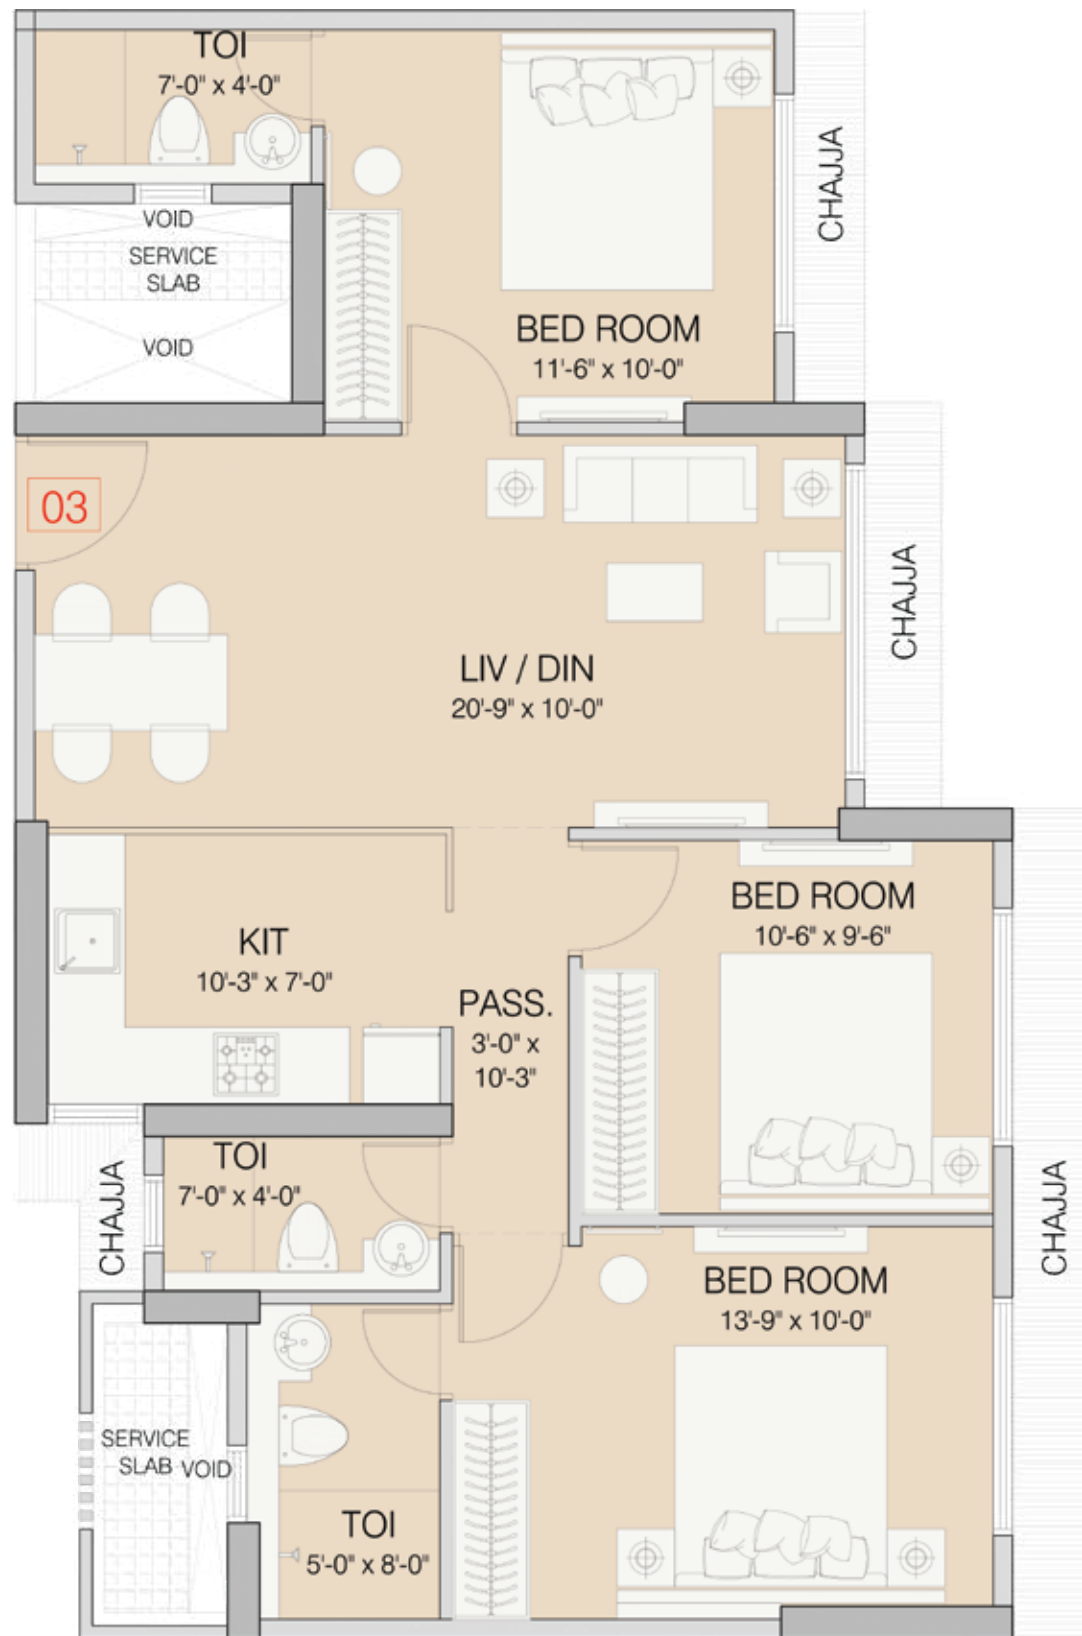 TOI
7'-0" x 4'-0"
VOID
SERVICE
SLAB
VOID
BED ROOM
11'-6" x 10'-0"
CHAJJA
03
LIV / DIN
20'-9" x 10'-0"
CHAJJA
KIT
10'-3" x 7'-0"
PASS.
3'-0" x
10'-3"
BED ROOM
10'-6" x 9'-6"
TOI
7'-0" x 4'-0"
CHAJJA
CHAJJA
BED ROOM
13'-9" x 10'-0"
SERVICE
SLAB
VOID
TOI
5'-0" x 8'-0"